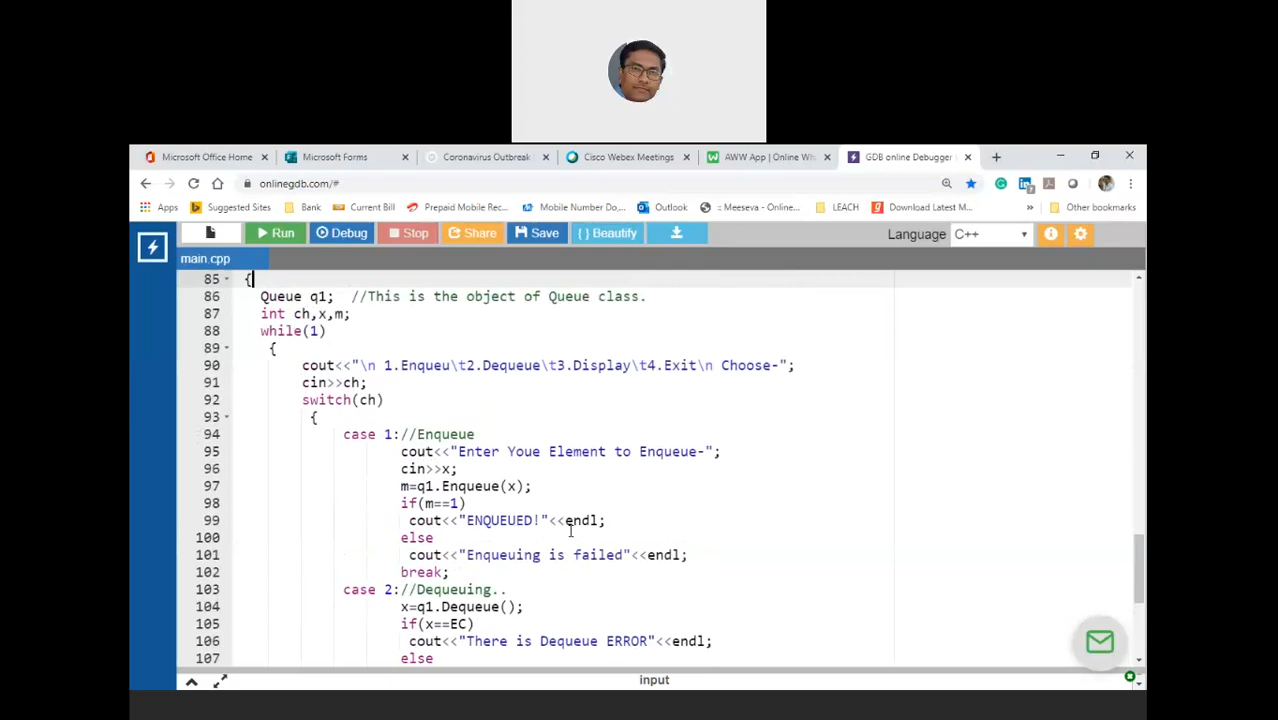 Microsoft Office Home
Microsoft Forms
Coronavirus Outbreak
Cisco Webex Meetings
AWW App | Online Wh
GDB online Debugger
onlinegdb.com/#
Apps
Suggested Sites
Bank
Current Bill
Prepaid Mobile Rec...
Mobile Number Do,...
Outlook
:: Meeseva - Online...
LEACH
Download Latest M...
»
Other bookmarks
Run
Debug
Stop
Share
Save
{ } Beautify
Language
C++
main.cpp
85 {
86 Queue q1; //This is the object of Queue class.
87 int ch,x,m;
88 while(1)
89 {
90 cout<<"\n 1.Enqueu\t2.Dequeue\t3.Display\t4.Exit\n Choose-";
91 cin>>ch;
92 switch(ch)
93 {
94 case 1://Enqueue
95 cout<<"Enter Youe Element to Enqueue-";
96 cin>>x;
97 m=q1.Enqueue(x);
98 if(m==1)
99 cout<<"ENQUEUED!"<<endl;
100 else
101 cout<<"Enqueuing is failed"<<endl;
102 break;
103 case 2://Dequeuing..
104 x=q1.Dequeue();
105 if(x==EC)
106 cout<<"There is Dequeue ERROR"<<endl;
107 else
input